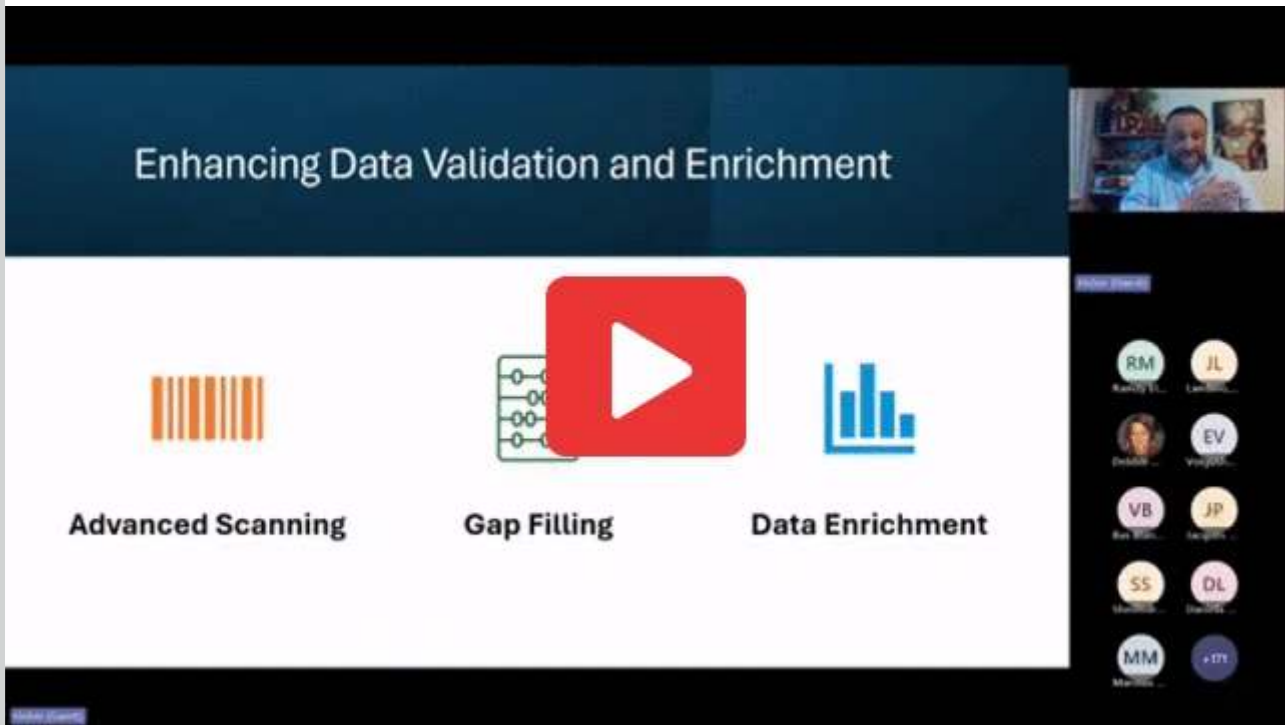 Enhancing Data Validation and Enrichment
Advanced Scanning
Gap Filling
Data Enrichment
RM
JL
EV
VB
JP
SS
DL
MM
+171